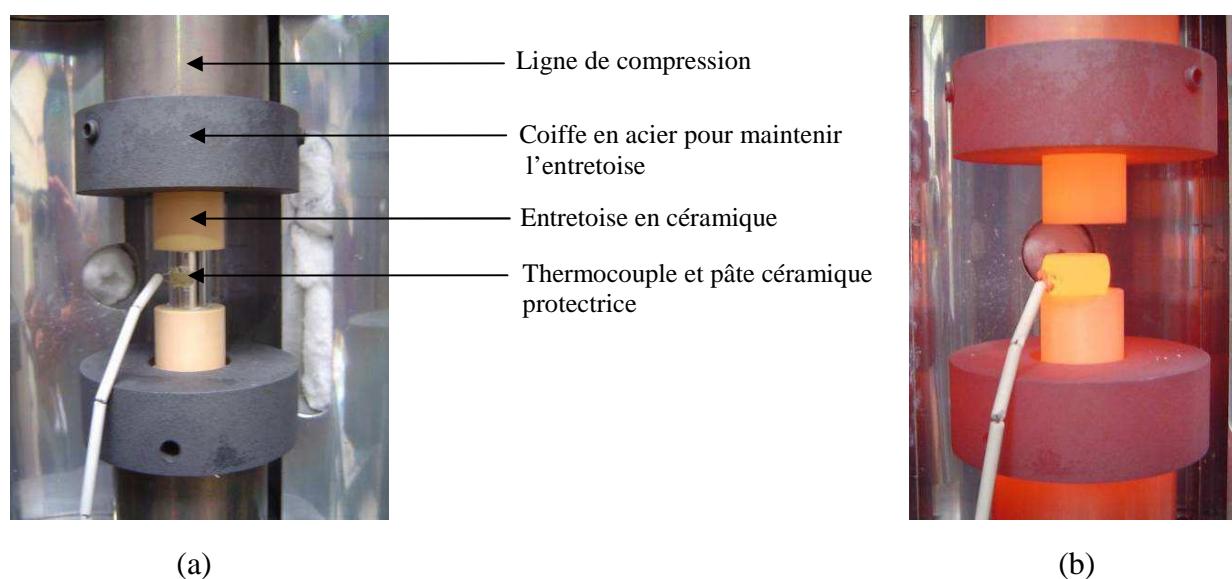 Ligne de compression
Coiffe en acier pour maintenir
l’entretoise
Entretoise en céramique
Thermocouple et pâte céramique
protectrice
(a)
(b)